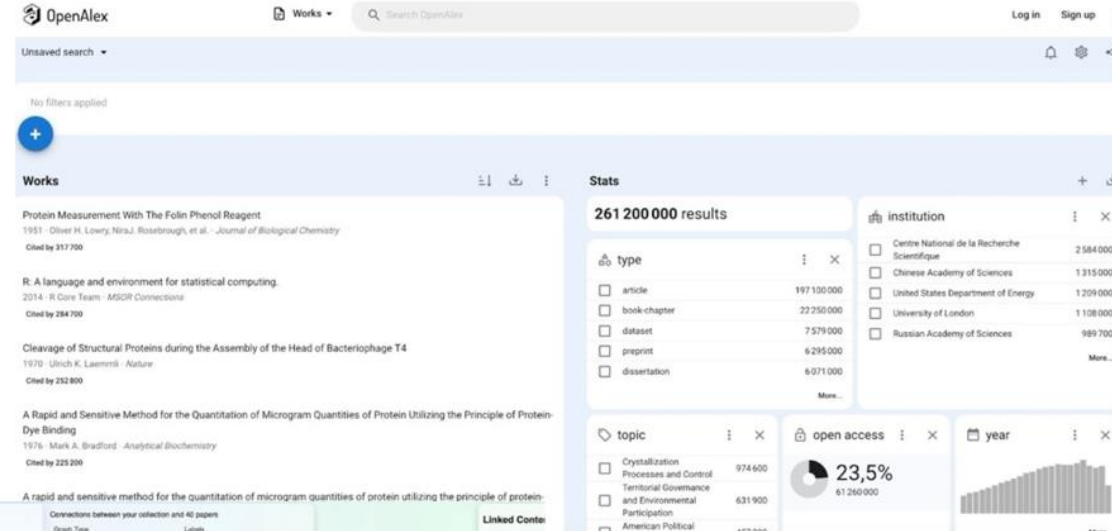 OpenAlex
Works
Search OpenAlex
Log in
Sign up
Unsaved search
No filters applied
Works
Protein Measurement With The Folin Phenol Reagent
1951 · Oliver H. Lowry, NiraJ. Rosebrough, et al. · Journal of Biological Chemistry
Cited by 317 700
R: A language and environment for statistical computing.
2014 · R Core Team · MSOR Connections
Cited by 284 700
Cleavage of Structural Proteins during the Assembly of the Head of Bacteriophage T4
1970 · Ulrich K. Laemmli · Nature
Cited by 252 800
A Rapid and Sensitive Method for the Quantitation of Microgram Quantities of Protein Utilizing the Principle of Protein-
Dye Binding
1976 · Mark A. Bradford · Analytical Biochemistry
Cited by 225 200
A rapid and sensitive method for the quantitation of microgram quantities of protein utilizing the principle of protein-
Connections between your collection and 40 papers
Graph Type
Labels
Linked Conte
Stats
261 200 000 results
type
article 197 100 000
book-chapter 22 250 000
dataset 7 579 000
preprint 6 295 000
dissertation 6 071 000
More...
institution
Centre National de la Recherche
Scientifique 2 584 000
Chinese Academy of Sciences 1 315 000
United States Department of Energy 1 209 000
University of London 1 108 000
Russian Academy of Sciences 989 700
More...
topic
Crystallization
Processes and Control 974 600
Territorial Governance
and Environmental 631 900
Participation
American Political
open access
23,5%
61 260 000
year